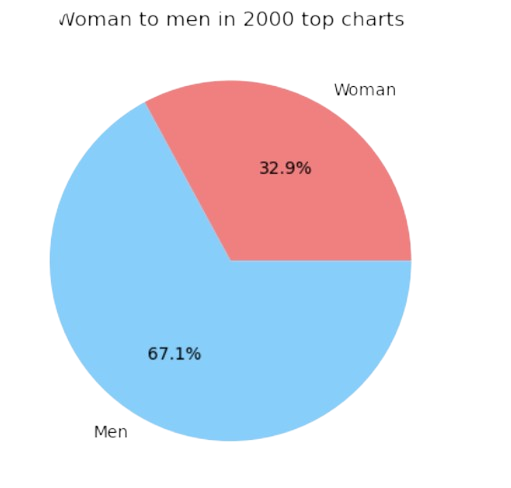 Woman to men in 2000 top charts
Woman
32.9%
67.1%
Men